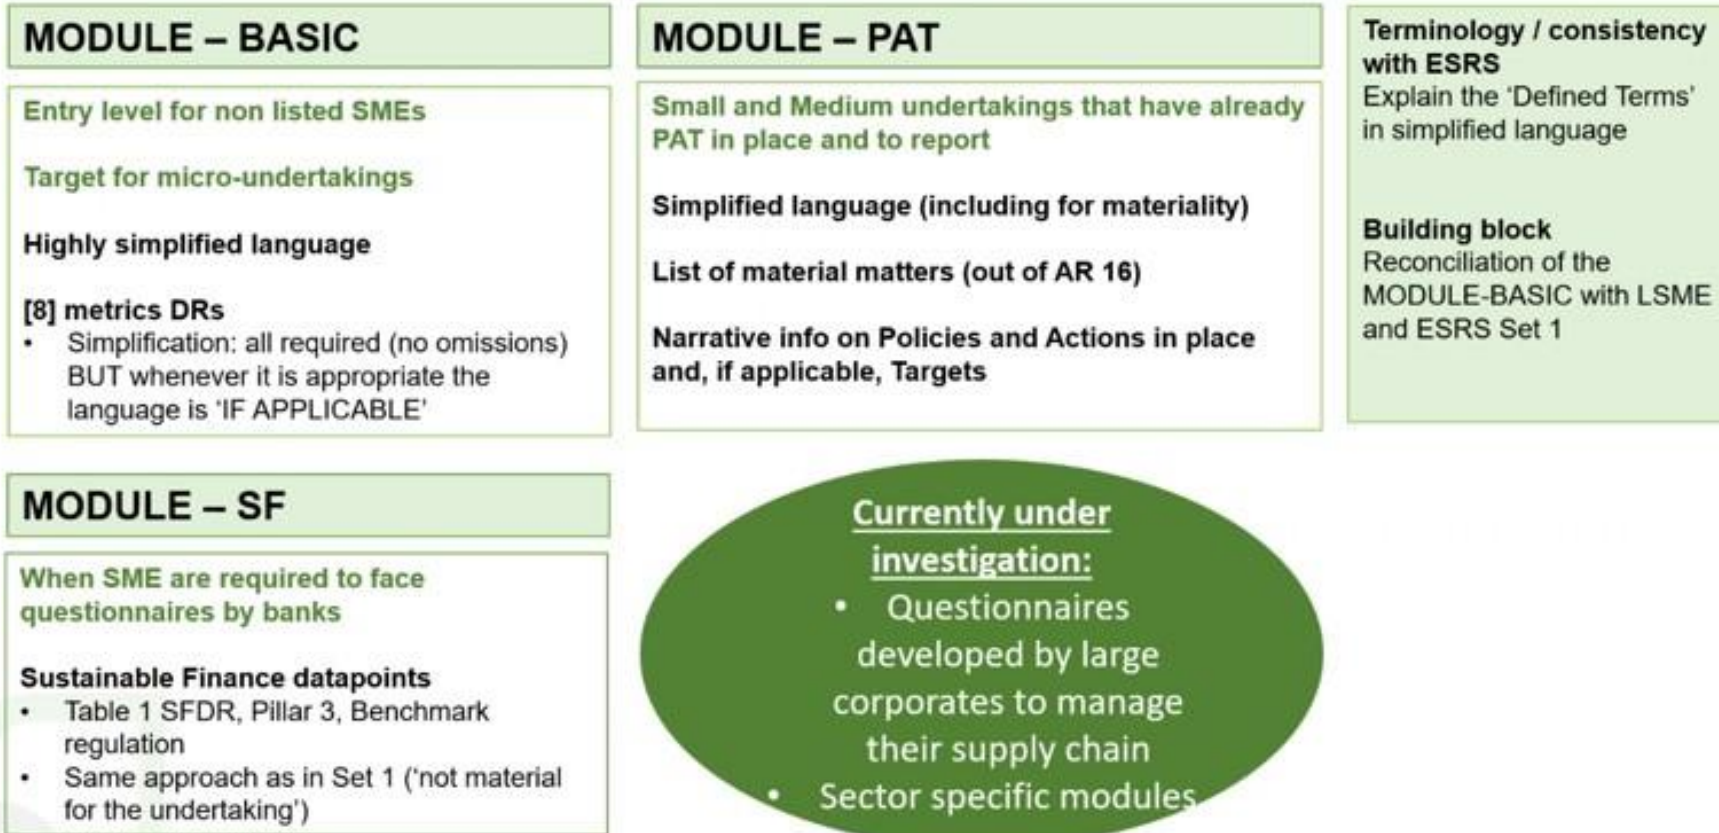 MODULE – BASIC
Entry level for non listed SMEs
Target for micro-undertakings
Highly simplified language
[8] metrics DRs
• Simplification: all required (no omissions)
BUT whenever it is appropriate the
language is ‘IF APPLICABLE’
MODULE – PAT
Small and Medium undertakings that have already
PAT in place and to report
Simplified language (including for materiality)
List of material matters (out of AR 16)
Narrative info on Policies and Actions in place
and, if applicable, Targets
Terminology / consistency
with ESRS
Explain the ‘Defined Terms’
in simplified language
Building block
Reconciliation of the
MODULE-BASIC with LSME
and ESRS Set 1
MODULE – SF
When SME are required to face
questionnaires by banks
Sustainable Finance datapoints
• Table 1 SFDR, Pillar 3, Benchmark
regulation
• Same approach as in Set 1 (‘not material
for the undertaking’)
Currently under
investigation:
• Questionnaires
developed by large
corporates to manage
their supply chain
• Sector specific modules